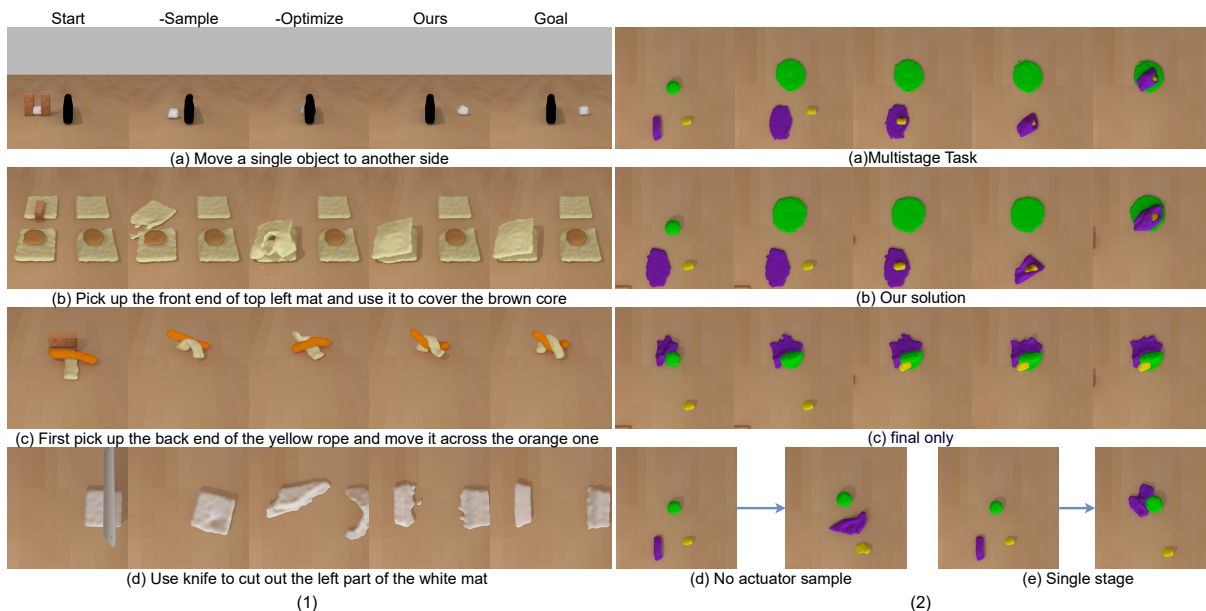 Start -Sample -Optimize Ours Goal
(a) Move a single object to another side
(b) Pick up the front end of top left mat and use it to cover the brown core
(c) First pick up the back end of the yellow rope and move it across the orange one
(d) Use knife to cut out the left part of the white mat
(1)
(a)Multistage Task
(b) Our solution
(c) final only
(d) No actuator sample (e) Single stage
(2)